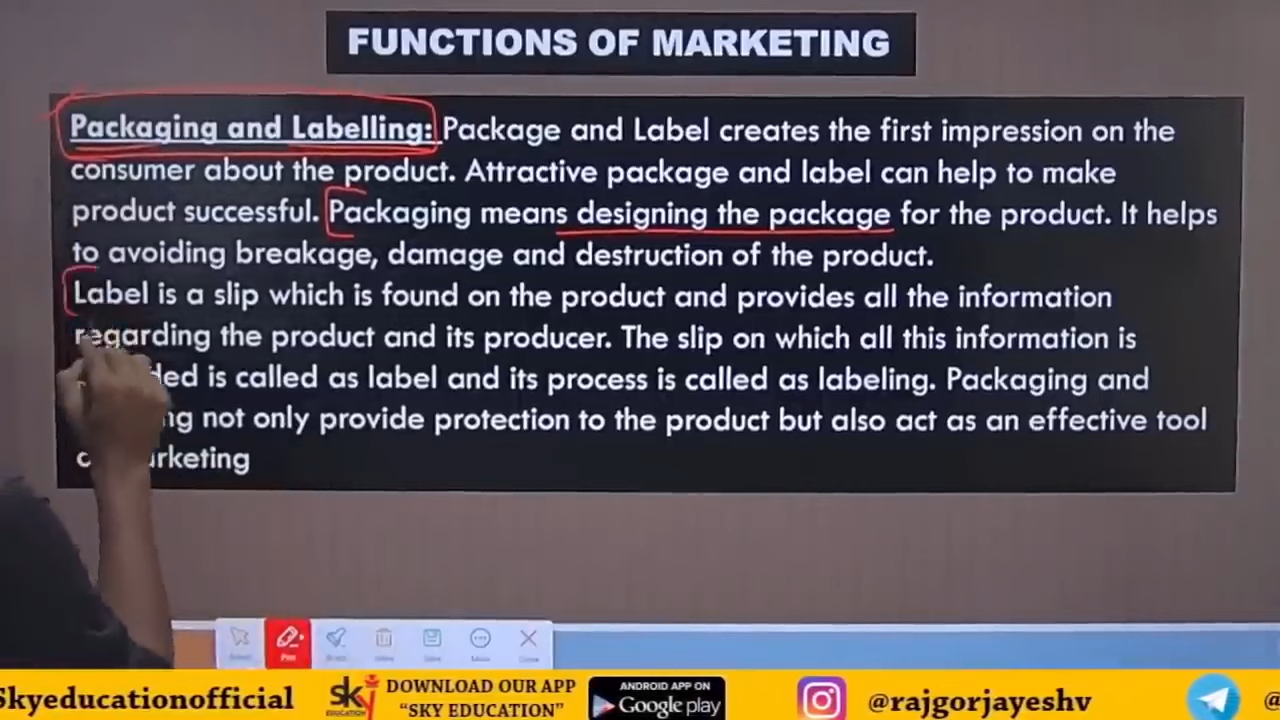 FUNCTIONS OF MARKETING
Packaging and Labelling: Package and Label creates the first impression on the
consumer about the product. Attractive package and label can help to make
product successful. Packaging means designing the package for the product. It helps
to avoiding breakage, damage and destruction of the product.
Label is a slip which is found on the product and provides all the information
regarding the product and its producer. The slip on which all this information is
is called as label and its process is called as labeling. Packaging and
not only provide protection to the product but also act as an effective tool
Pen
Skyeducationofficial
sky
EDUCATION
DOWNLOAD OUR APP
“SKY EDUCATION”
ANDROID APP ON
Google play
@rajgorjayeshv
@